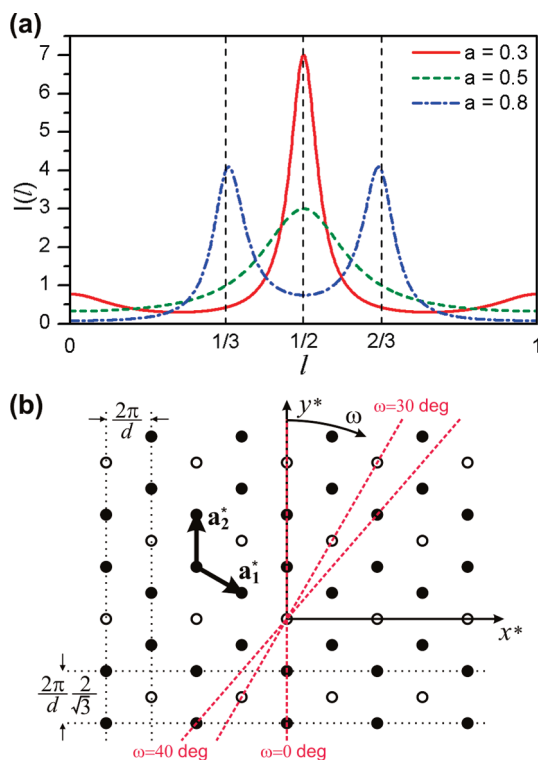 (a)
7
6
5
4
3
2
1
0
I(l)
a = 0.3
a = 0.5
a = 0.8
0
1/3
1/2
2/3
1
l
(b)
2π/d
y*
ω
ω=30 deg
a₂*
a₁*
x*
2π/d 2/√3
ω=40 deg
ω=0 deg